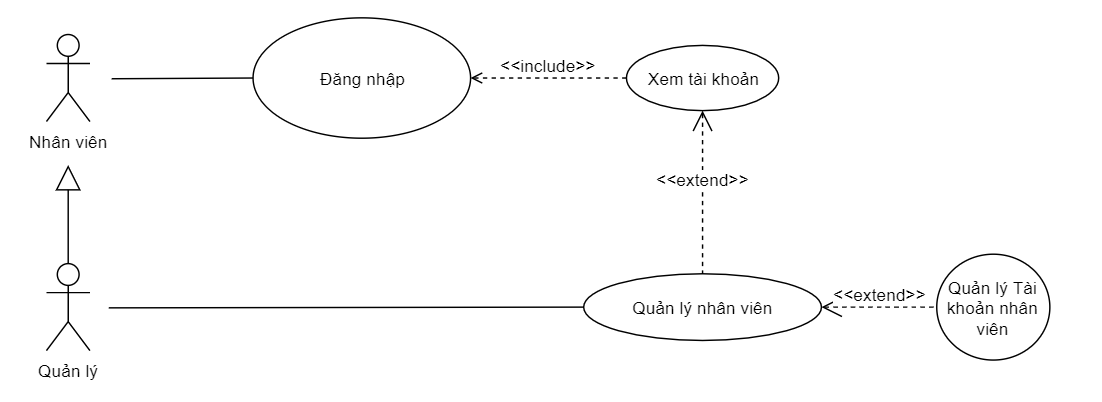 Đăng nhập
<<include>>
Xem tài khoản
Nhân viên
<<extend>>
Quản lý nhân viên
<<extend>>
Quản lý Tài
khoản nhân
viên
Quản lý